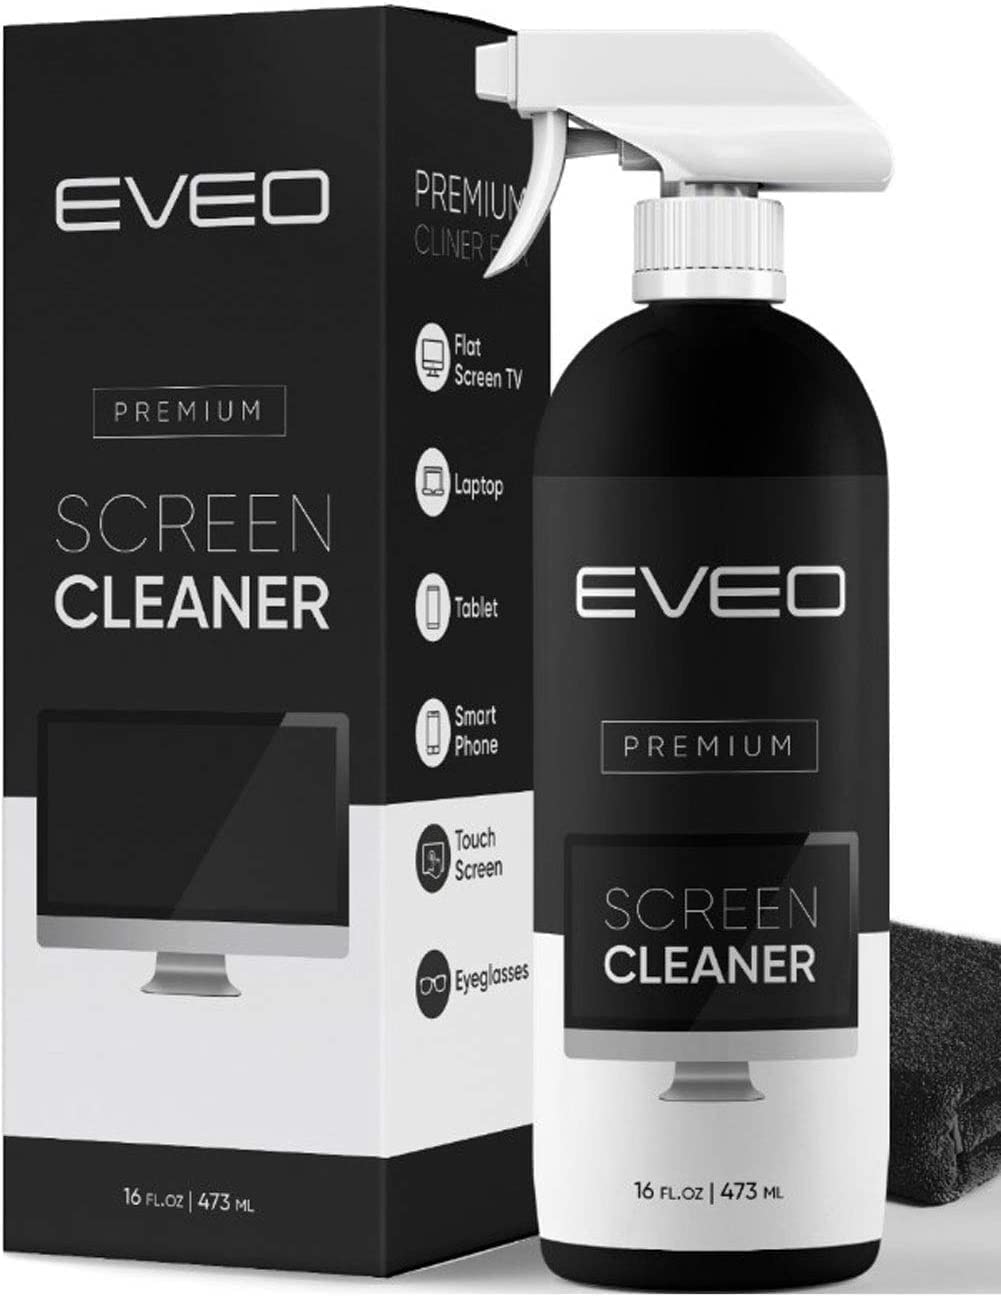 EVEO
PREMIUM
SCREEN
CLEANER
16 FL.OZ | 473 ML
PREMIUM
CLINER
Flat
Screen TV
Laptop
Tablet
Smart
Phone
Touch
Screen
Eyeglasses
EVEO
PREMIUM
SCREEN
CLEANER
16 FL.OZ | 473 ML